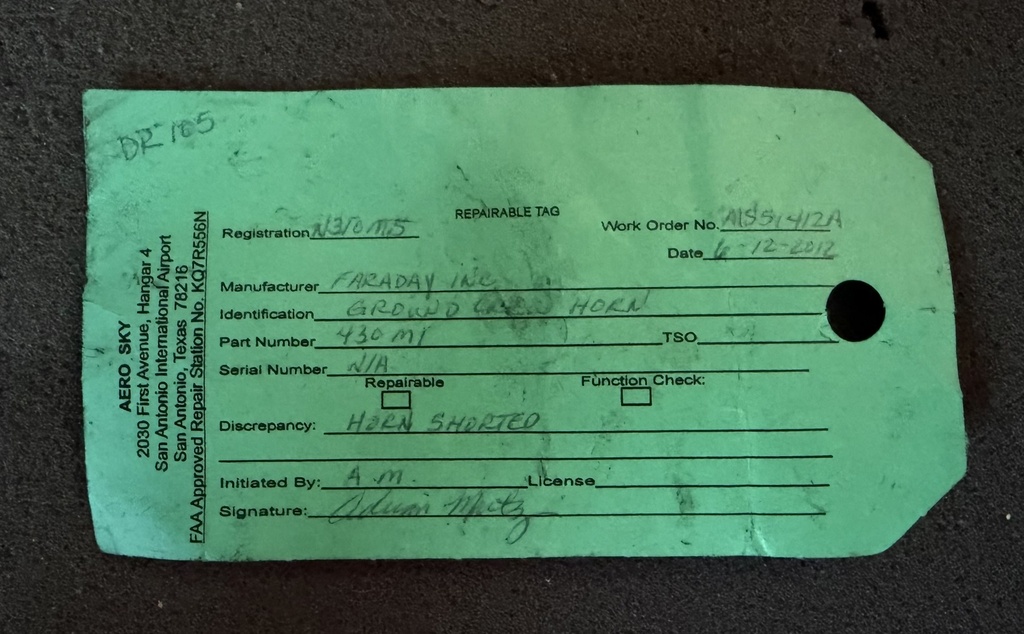 DR 105
REPAIRABLE TAG
Registration N310MS Work Order No. MSS1412A
Date 6-12-2012
Manufacturer FARADAY INC
Identification GROUND HORN
Part Number 430 M1 TSO
Serial Number N/A
Repairable Function Check:
Discrepancy: HORN SHORTED
Initiated By: A.M. License
Signature:
AERO SKY
2030 First Avenue, Hangar 4
San Antonio International Airport
San Antonio, Texas 78216
FAA Approved Repair Station No. KQ7R556N